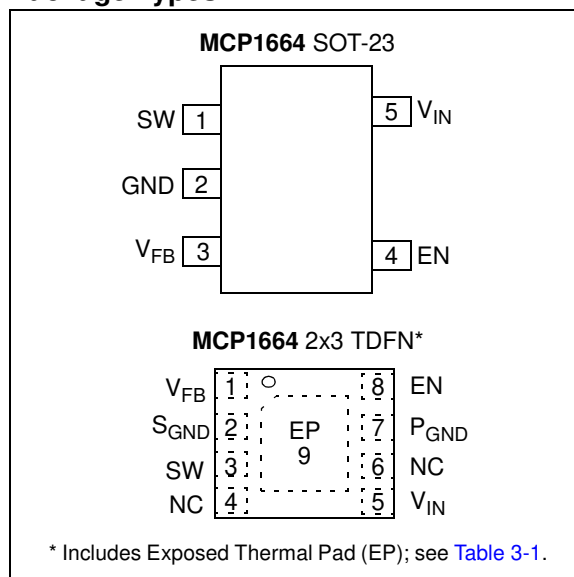 MCP1664 SOT-23
SW 1
5 VIN
GND 2
VFB 3
4 EN
MCP1664 2x3 TDFN*
VFB 1 8 EN
SGND 2 EP 7 PGND
SW 3 9 6 NC
NC 4 5 VIN
* Includes Exposed Thermal Pad (EP); see Table 3-1.